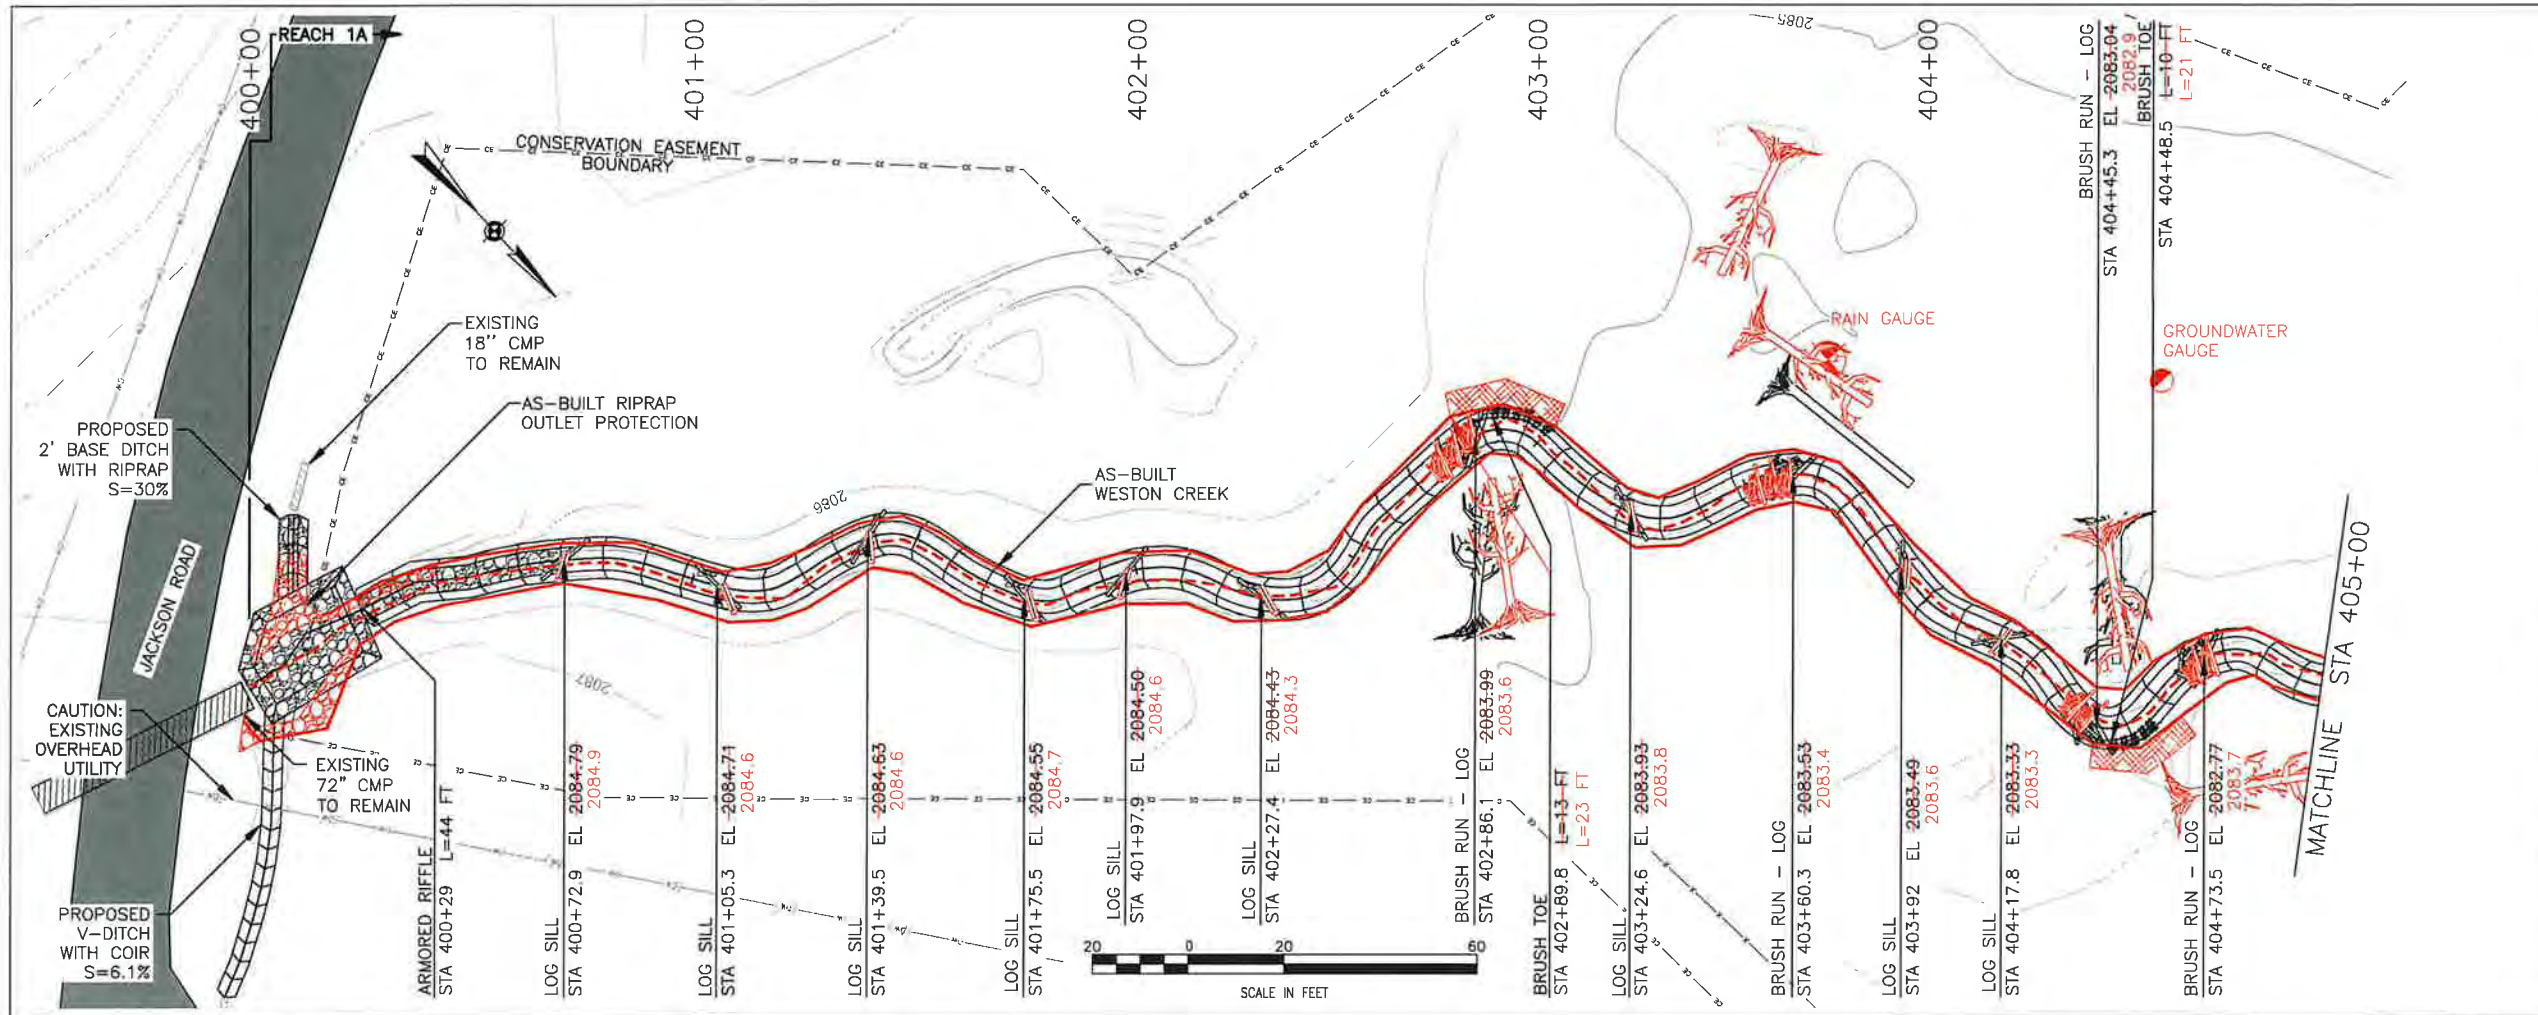 400+00
REACH 1A
401+00
402+00
403+00
404+00
2085
BRUSH RUN - LOG
STA 404+45.3 EL 2083.04
2082.9
BRUSH TOE
STA 404+48.5 L=10 FT
L=21 FT
CONSERVATION EASEMENT
BOUNDARY
EXISTING
18" CMP
TO REMAIN
RAIN GAUGE
GROUNDWATER
GAUGE
AS-BUILT RIPRAP
OUTLET PROTECTION
PROPOSED
2' BASE DITCH
WITH RIPRAP
S=30%
AS-BUILT
WESTON CREEK
2086
JACKSON ROAD
2087
CAUTION:
EXISTING
OVERHEAD
UTILITY
EXISTING
72" CMP
TO REMAIN
PROPOSED
V-DITCH
WITH COIR
S=6.1%
ARMORED RIFFLE
STA 400+29 L=44 FT
LOG SILL
STA 400+72.9 EL 2084.79
2084.9
LOG SILL
STA 401+05.3 EL 2084.71
2084.6
LOG SILL
STA 401+39.5 EL 2084.63
2084.6
LOG SILL
STA 401+75.5 EL 2084.55
2084.7
LOG SILL
STA 401+97.9 EL 2084.50
2084.6
LOG SILL
STA 402+27.4 EL 2084.43
2084.3
BRUSH RUN - LOG
STA 402+86.1 EL 2083.99
2083.6
BRUSH TOE
STA 402+89.8 L=13 FT
L=23 FT
LOG SILL
STA 403+24.6 EL 2083.93
2083.8
BRUSH RUN - LOG
STA 403+60.3 EL 2083.53
2083.4
LOG SILL
STA 403+92 EL 2083.49
2083.6
LOG SILL
STA 404+17.8 EL 2083.33
2083.3
BRUSH RUN - LOG
STA 404+73.5 EL 2082.77
2083.7
MATCHLINE STA 405+00
20 0 20 60
SCALE IN FEET